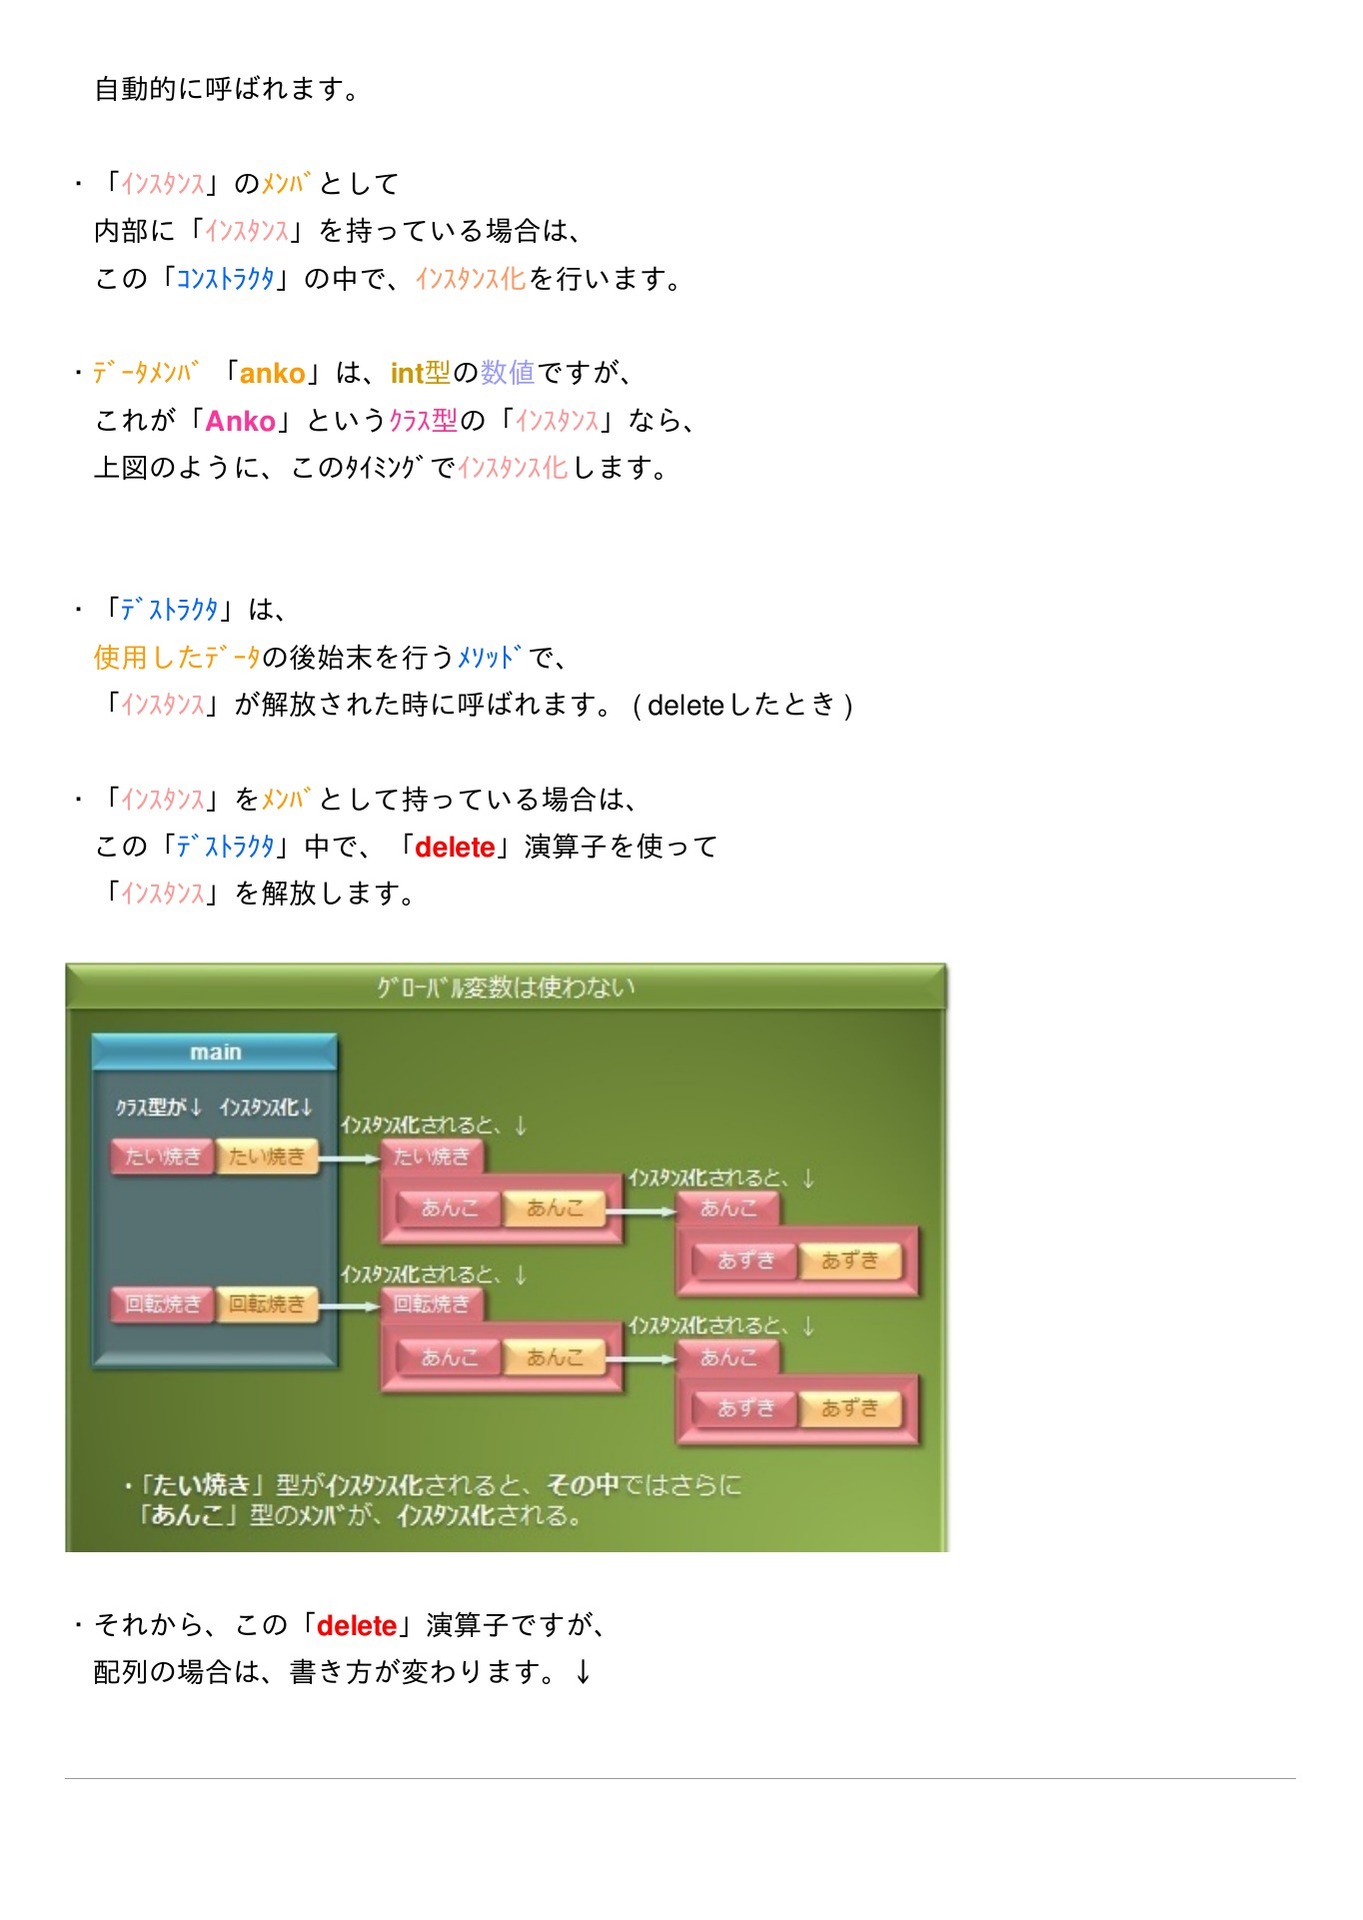 自動的に呼ばれます。
・「ｲﾝｽﾀﾝｽ」のﾒﾝﾊﾞとして
内部に「ｲﾝｽﾀﾝｽ」を持っている場合は、
この「ｺﾝｽﾄﾗｸﾀ」の中で、ｲﾝｽﾀﾝｽ化を行います。
・ﾃﾞｰﾀﾒﾝﾊﾞ「anko」は、int型の数値ですが、
これが「Anko」というｸﾗｽ型の「ｲﾝｽﾀﾝｽ」なら、
上図のように、このﾀｲﾐﾝｸﾞでｲﾝｽﾀﾝｽ化します。
・「ﾃﾞｽﾄﾗｸﾀ」は、
使用したﾃﾞｰﾀの後始末を行うﾒｿｯﾄﾞで、
「ｲﾝｽﾀﾝｽ」が解放された時に呼ばれます。 ( deleteしたとき )
・「ｲﾝｽﾀﾝｽ」をﾒﾝﾊﾞとして持っている場合は、
この「ﾃﾞｽﾄﾗｸﾀ」中で、「delete」演算子を使って
「ｲﾝｽﾀﾝｽ」を解放します。
ｸﾞﾛｰﾊﾞﾙ変数は使わない
main
ｸﾗｽ型が↓ ｲﾝｽﾀﾝｽ化↓
ｲﾝｽﾀﾝｽ化されると、↓
たい焼き たい焼き たい焼き
ｲﾝｽﾀﾝｽ化されると、↓
あんこ あんこ あんこ
あずき あずき
ｲﾝｽﾀﾝｽ化されると、↓
回転焼き 回転焼き 回転焼き
ｲﾝｽﾀﾝｽ化されると、↓
あんこ あんこ あんこ
あずき あずき
・「たい焼き」型がｲﾝｽﾀﾝｽ化されると、その中ではさらに
「あんこ」型のﾒﾝﾊﾞが、ｲﾝｽﾀﾝｽ化される。
・それから、この「delete」演算子ですが、
配列の場合は、書き方が変わります。↓